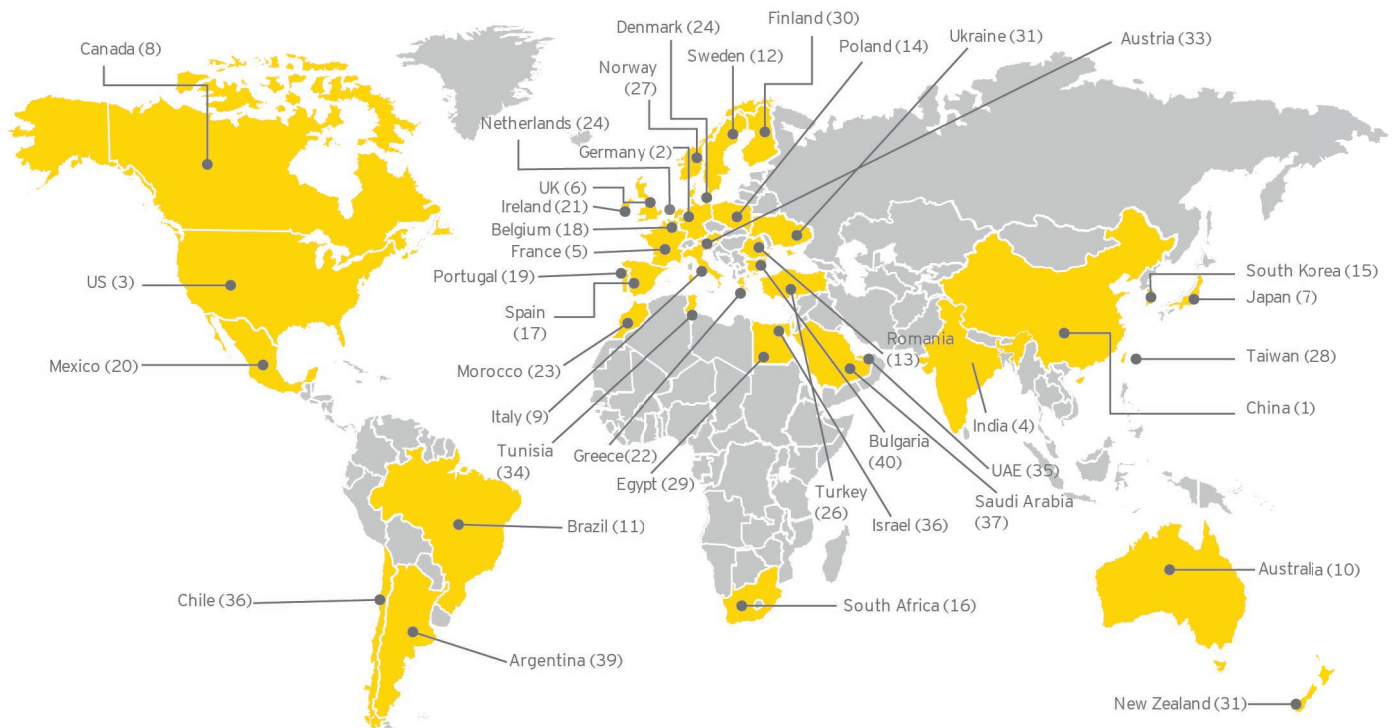 Canada (8)
Denmark (24)
Finland (30)
Sweden (12)
Poland (14)
Ukraine (31)
Austria (33)
Norway
(27)
Netherlands (24)
Germany (2)
UK (6)
Ireland (21)
Belgium (18)
France (5)
Portugal (19)
Spain
(17)
US (3)
Mexico (20)
Morocco (23)
Italy (9)
Tunisia
(34)
Greece(22)
Egypt (29)
Romania
(13)
Bulgaria
(40)
UAE (35)
Turkey
(26)
Israel (36)
Saudi Arabia
(37)
South Korea (15)
Japan (7)
Taiwan (28)
China (1)
India (4)
Brazil (11)
Chile (36)
Argentina (39)
South Africa (16)
Australia (10)
New Zealand (31)